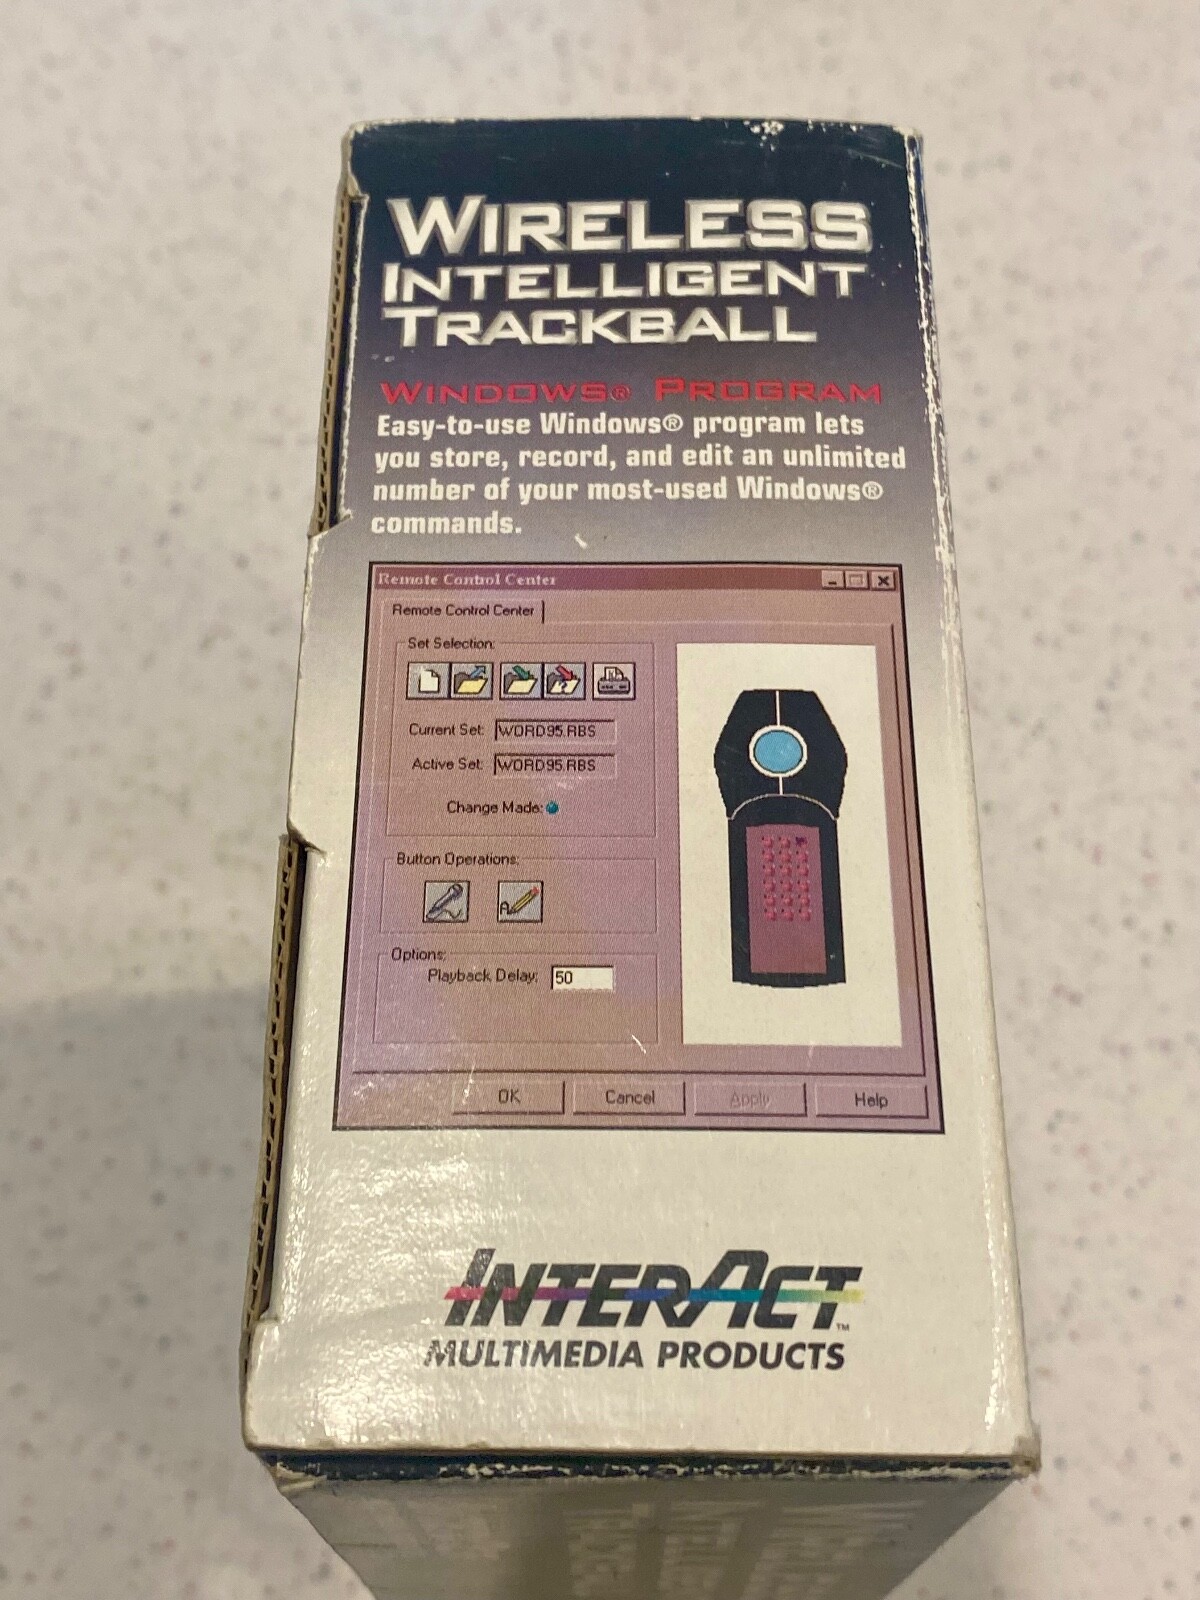 WIRELESS
INTELLIGENT
TRACKBALL
WINDOWS® PROGRAM
Easy-to-use Windows® program lets
you store, record, and edit an unlimited
number of your most-used Windows®
commands.
Remote Control Center
Remote Control Center
Set Selection:
Current Set: WORD95.RBS
Active Set: WORD95.RBS
Change Made:
Button Operations:
A
Options:
Playback Delay: 50
OK Cancel Apply Help
INTERACT™
MULTIMEDIA PRODUCTS